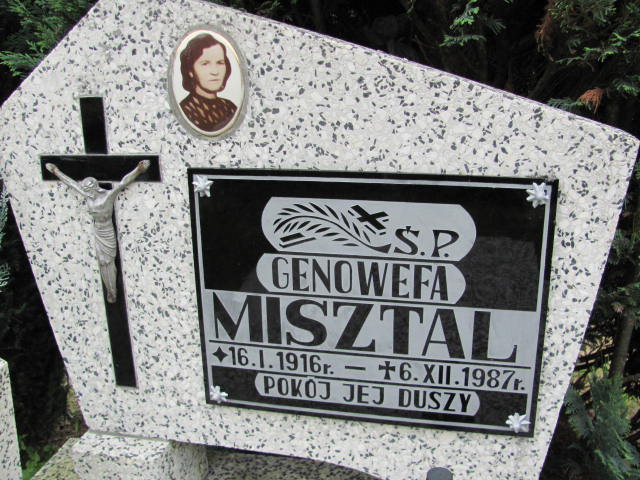 Ś.P.
GENOWEFA
MISZTAL
16.I.1916r. — †6.XII.1987r.
POKÓJ JEJ DUSZY